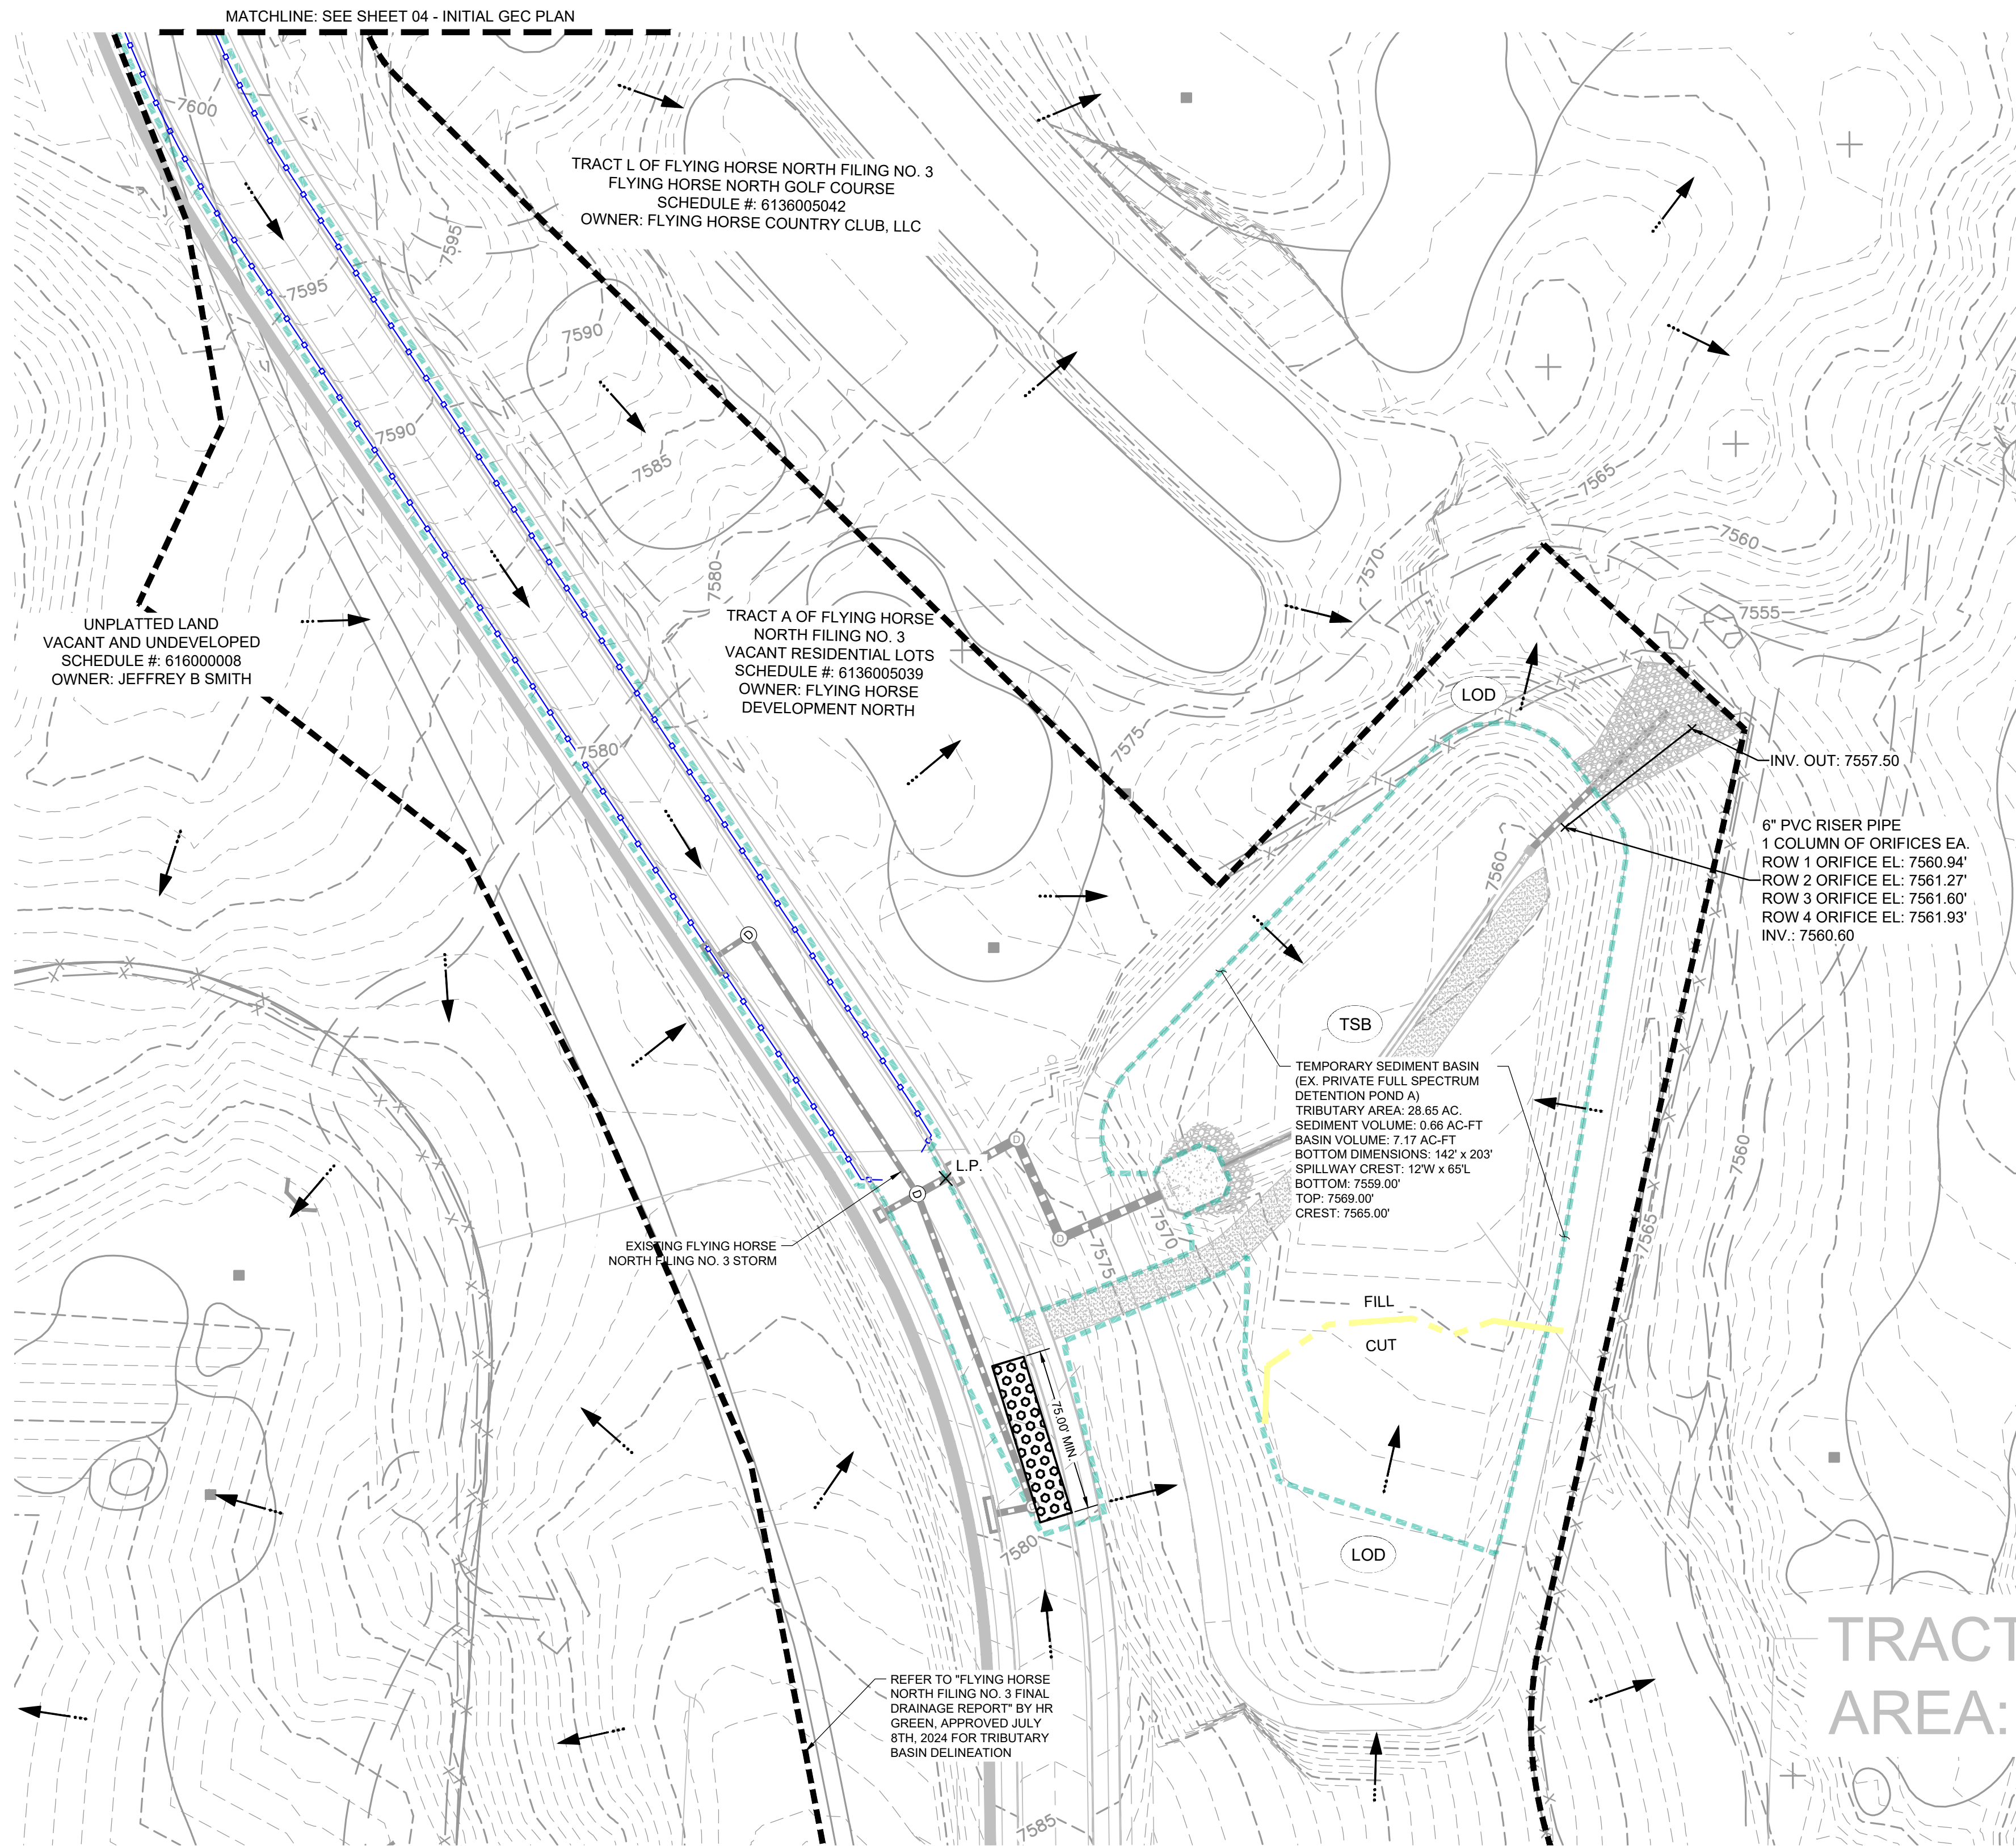 MATCHLINE: SEE SHEET 04 - INITIAL GEC PLAN
7600
TRACT L OF FLYING HORSE NORTH FILING NO. 3
FLYING HORSE NORTH GOLF COURSE
SCHEDULE #: 6136005042
OWNER: FLYING HORSE COUNTRY CLUB, LLC
7595
7595
7590
7590
7585
7565
7560
7570
7580
7555
UNPLATTED LAND
VACANT AND UNDEVELOPED
SCHEDULE #: 616000008
OWNER: JEFFREY B SMITH
TRACT A OF FLYING HORSE
NORTH FILING NO. 3
VACANT RESIDENTIAL LOTS
SCHEDULE #: 6136005039
OWNER: FLYING HORSE
DEVELOPMENT NORTH
LOD
7580
7575
INV. OUT: 7557.50
6" PVC RISER PIPE
1 COLUMN OF ORIFICES EA.
ROW 1 ORIFICE EL: 7560.94'
ROW 2 ORIFICE EL: 7561.27'
ROW 3 ORIFICE EL: 7561.60'
ROW 4 ORIFICE EL: 7561.93'
INV.: 7560.60
7560
D
TSB
TEMPORARY SEDIMENT BASIN
(EX. PRIVATE FULL SPECTRUM
DETENTION POND A)
TRIBUTARY AREA: 28.65 AC.
SEDIMENT VOLUME: 0.66 AC-FT
BASIN VOLUME: 7.17 AC-FT
BOTTOM DIMENSIONS: 142' x 203'
SPILLWAY CREST: 12'W x 65'L
BOTTOM: 7559.00'
TOP: 7569.00'
CREST: 7565.00'
D
L.P.
D
D
7560
7565
7570
7575
EXISTING FLYING HORSE
NORTH FILING NO. 3 STORM
FILL
CUT
75.00' MIN.
7580
LOD
REFER TO "FLYING HORSE
NORTH FILING NO. 3 FINAL
DRAINAGE REPORT" BY HR
GREEN, APPROVED JULY
8TH, 2024 FOR TRIBUTARY
BASIN DELINEATION
7585
TRACT
AREA: